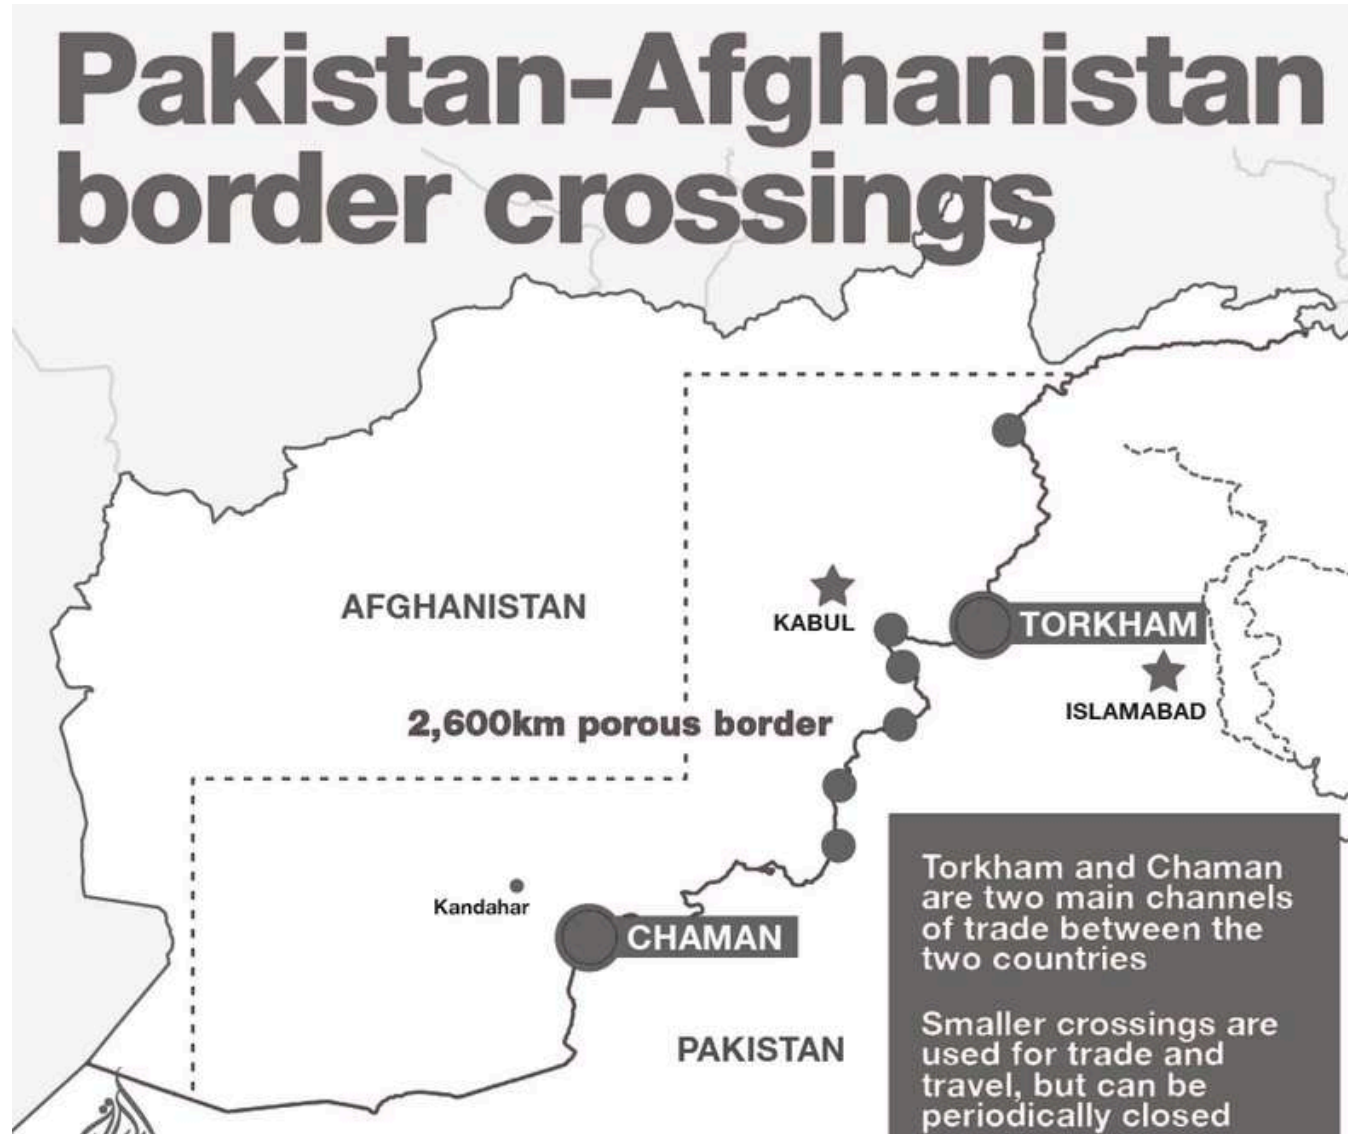 Pakistan-Afghanistan
border crossings
AFGHANISTAN
KABUL
TORKHAM
ISLAMABAD
2,600km porous border
Kandahar
CHAMAN
PAKISTAN
Torkham and Chaman
are two main channels
of trade between the
two countries
Smaller crossings are
used for trade and
travel, but can be
periodically closed